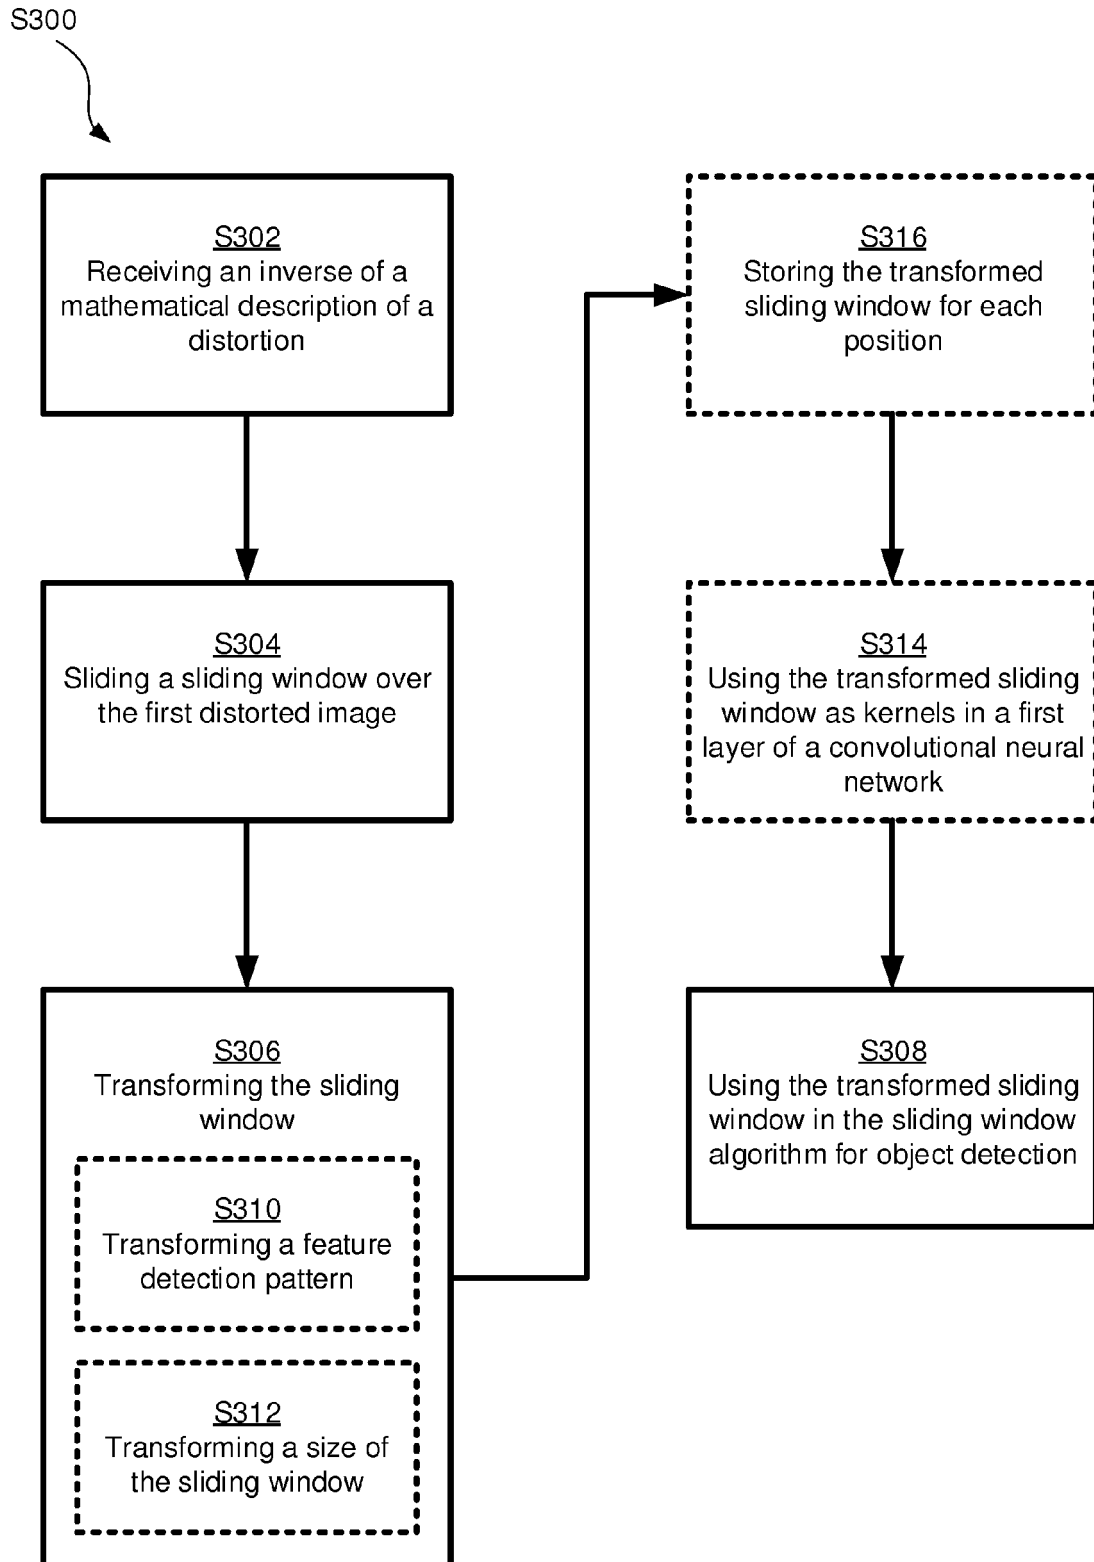 S300
S302
Receiving an inverse of a
mathematical description of a
distortion
S304
Sliding a sliding window over
the first distorted image
S306
Transforming the sliding
window
S310
Transforming a feature
detection pattern
S312
Transforming a size of
the sliding window
S316
Storing the transformed
sliding window for each
position
S314
Using the transformed sliding
window as kernels in a first
layer of a convolutional neural
network
S308
Using the transformed sliding
window in the sliding window
algorithm for object detection